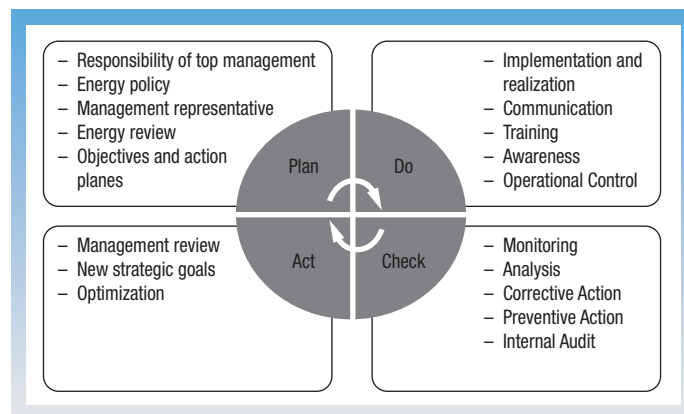 – Responsibility of top management
– Energy policy
– Management representative
– Energy review
– Objectives and action
planes
– Implementation and
realization
– Communication
– Training
– Awareness
– Operational Control
Plan
Do
Act
Check
– Management review
– New strategic goals
– Optimization
– Monitoring
– Analysis
– Corrective Action
– Preventive Action
– Internal Audit